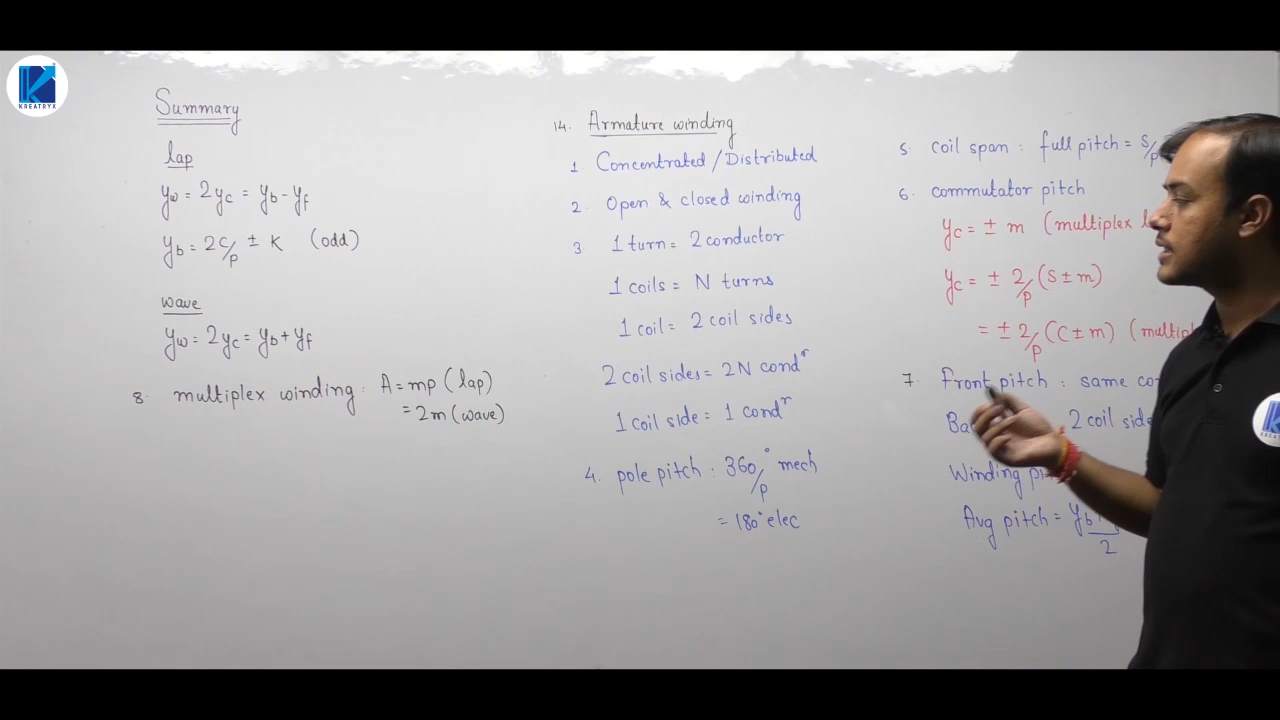 KREATRYX
Summary
lap
yw = 2yc = yb - yf
yb = 2C/p ± K (odd)
wave
yw = 2yc = yb + yf
8. multiplex winding : A = mp (lap)
= 2m (wave)
14. Armature winding
1. Concentrated / Distributed
2. Open & closed winding
3 1 turn = 2 conductor
1 coils = N turns
1 coil = 2 coil sides
2 coil sides = 2N condr
1 coil side = 1 condr
4. pole pitch : 360°/p mech
= 180° elec
5 coil span : full pitch = S/p
6. commutator pitch
yc = ± m (multiplex
yc = ± 2/p (S ± m)
= ± 2/p (C ± m)
7. Front pitch : same
2 coil side
Winding
Avg pitch = yb
2